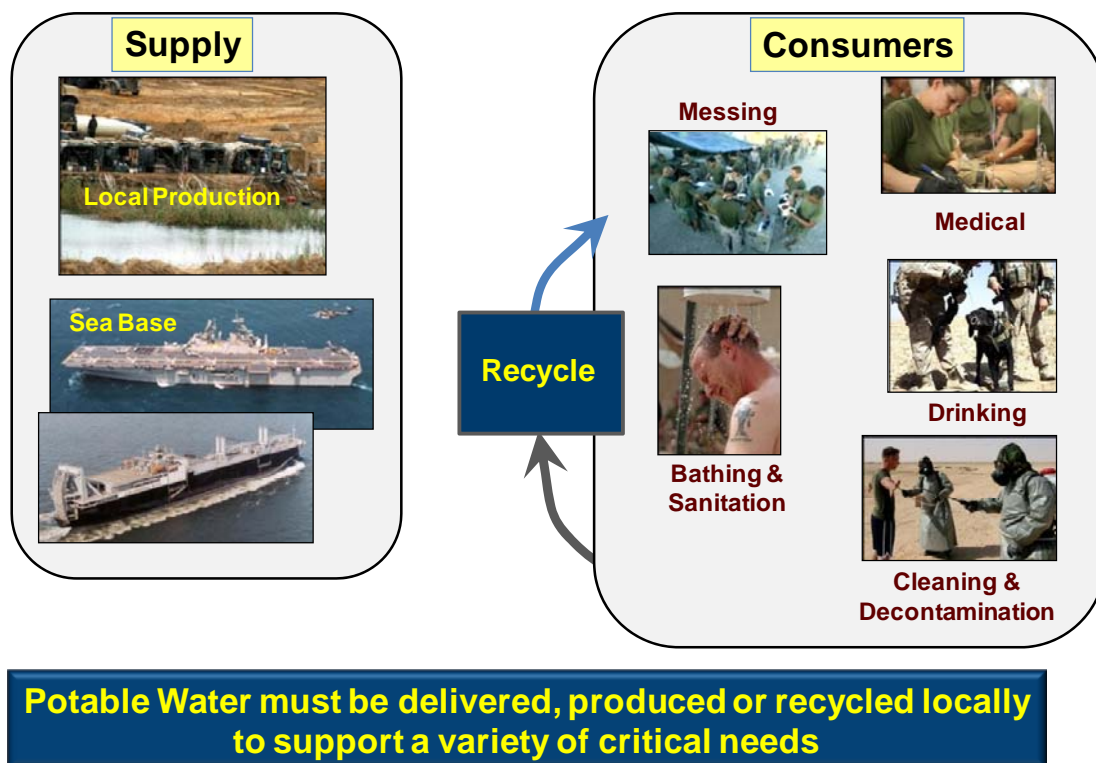 Supply
Local Production
Sea Base
Recycle
Consumers
Messing
Medical
Bathing &
Sanitation
Drinking
Cleaning &
Decontamination
Potable Water must be delivered, produced or recycled locally
to support a variety of critical needs